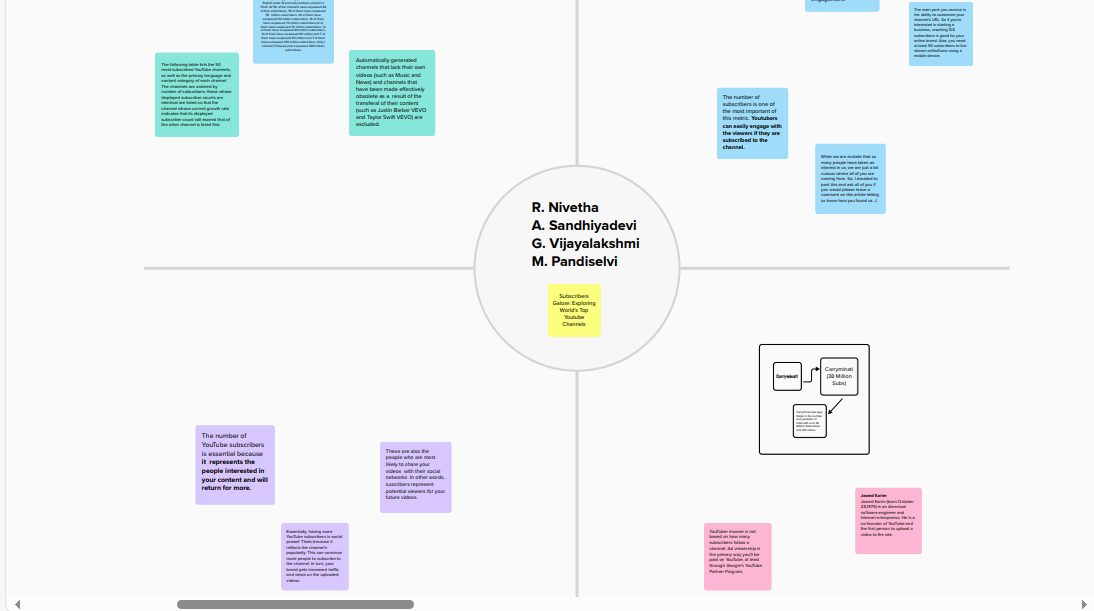 The following table lists the 50
most subscribed YouTube channels,
as well as the primary language and
content category of each channel.
The channels are ordered by
number of subscribers; those whose
displayed subscriber counts are
identical are listed so that the
channel whose current growth rate
indicates that its displayed
subscriber count will exceed that of
the other channel is listed first.
Automatically generated
channels that lack their own
videos (such as Music and
News) and channels that
have been made effectively
obsolete as a result of the
transferal of their content
(such as Justin Bieber VEVO
and Taylor Swift VEVO) are
excluded.
The main perk you receive is
the ability to customize your
channel's URL. So if you're
interested in starting a
business, reaching 100
subscribers is good for your
online brand. Also, you need
at least 50 subscribers to live
stream onYouTube using a
mobile device.
The number of
subscribers is one of
the most important of
this metric. Youtubers
can easily engage with
the viewers if they are
subscribed to the
channel.
While we are ecstatic that so
many people have taken an
interest in us, we are just a bit
curious where all of you are
coming from. So, I decided to
post this and ask all of you if
you would please leave a
comment on this article letting
us know how you found us
R. Nivetha
A. Sandhiyadevi
G. Vijayalakshmi
M. Pandiselvi
Subscribers
Galore: Exploring
World's Top
Youtube
Channels
Carryminati
Carryminati
(38 Million
Subs)
The number of
YouTube subscribers
is essential because
it represents the
people interested in
your content and will
return for more.
These are also the
people who are most
likely to share your
videos with their social
networks. In other words,
suscribers represent
potential viewers for your
future videos.
Essentially, having more
YouTube subscribers is social
proof. Thats because it
reflects the channel's
popularity. This can convince
more people to subscribe to
the channel. In turn, your
brand gets increased traffic
and views on the uploaded
videos.
YouTuber income is not
based on how many
subscribers follow a
channel. Ad viewership is
the primary way you'll be
paid on YouTube, at least
through Google's YouTube
Partner Program.
Jawed Karim
Jawed Karim (born October
28,1979) is an American
software engineer and
Internet entrepreneur. He is a
co-founder of YouTube and
the first person to upload a
video to the site